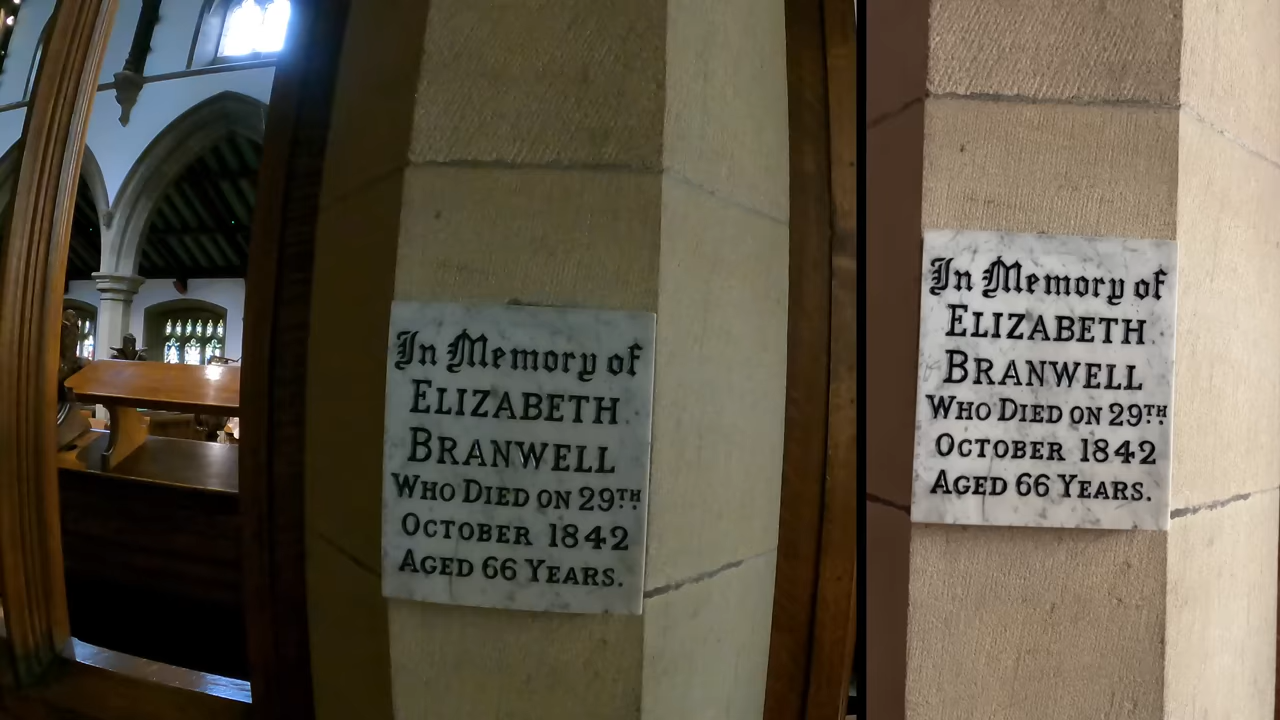 In Memory of
ELIZABETH
BRANWELL
WHO DIED ON 29TH
OCTOBER 1842
AGED 66 YEARS.
In Memory of
ELIZABETH
BRANWELL
WHO DIED ON 29TH
OCTOBER 1842
AGED 66 YEARS.